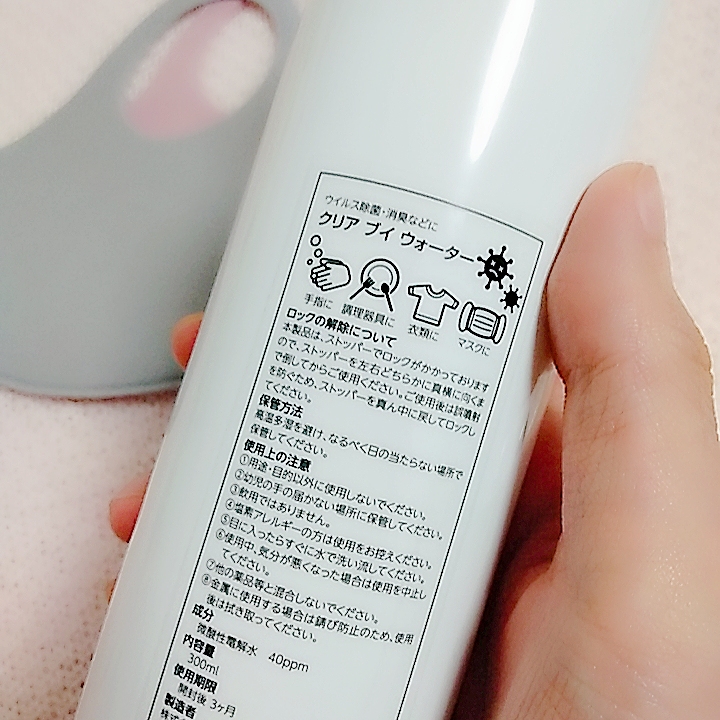 ウイルス除菌・消臭などに
クリア ブイ ウォーター
手指に 調理器具に 衣類に マスクに
ロックの解除について
本製品は、ストッパーでロックがかかっております
ので、ストッパーを左右どちらかに真横に向くま
で倒してからご使用ください。ご使用後は誤噴射
を防ぐため、ストッパーを真ん中に戻してロックし
てください。
保管方法
高温多湿を避け、なるべく日の当たらない場所で
保管してください。
使用上の注意
①用途・目的以外に使用しないでください。
②幼児の手の届かない場所に保管してください。
③飲用ではありません。
④塩素アレルギーの方は使用をお控えください。
⑤目に入ったらすぐに水で洗い流してください。
⑥使用中、気分が悪くなった場合は使用を中止し
てください。
⑦他の薬品等と混合しないでください。
⑧金属に使用する場合は錆び防止のため、使用
後は拭き取ってください。
成分
微酸性電解水 40ppm
内容量
300ml
使用期限
開封後 3ヶ月
製造者
株式